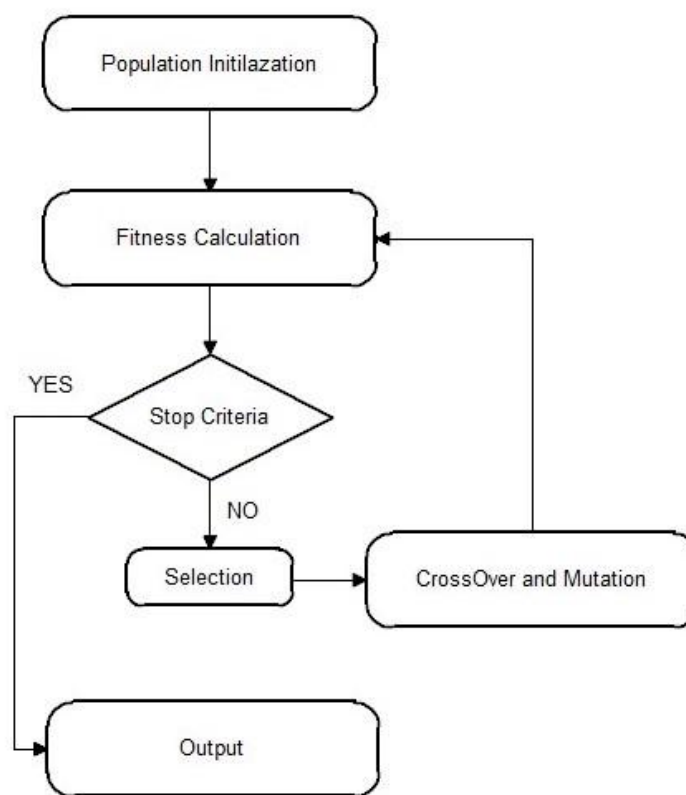 Population Initilazation
Fitness Calculation
YES
Stop Criteria
NO
Selection
CrossOver and Mutation
Output